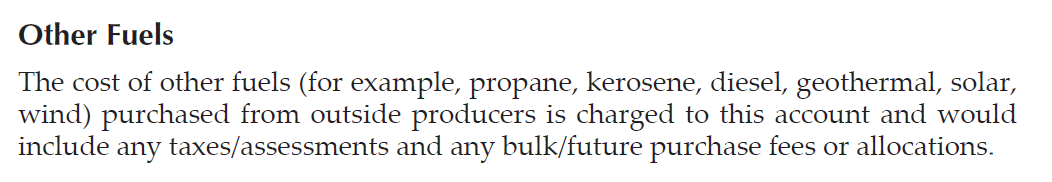 Other Fuels
The cost of other fuels (for example, propane, kerosene, diesel, geothermal, solar,
wind) purchased from outside producers is charged to this account and would
include any taxes/assessments and any bulk/future purchase fees or allocations.